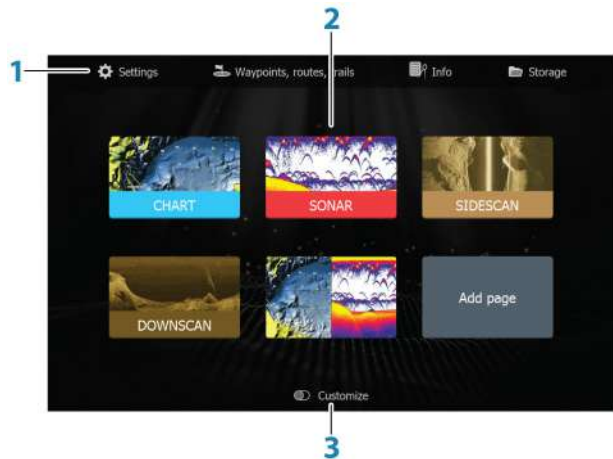 2
1
Settings
Waypoints, routes, trails
Info
Storage
CHART
SONAR
SIDESCAN
DOWNSCAN
Add page
Customize
3